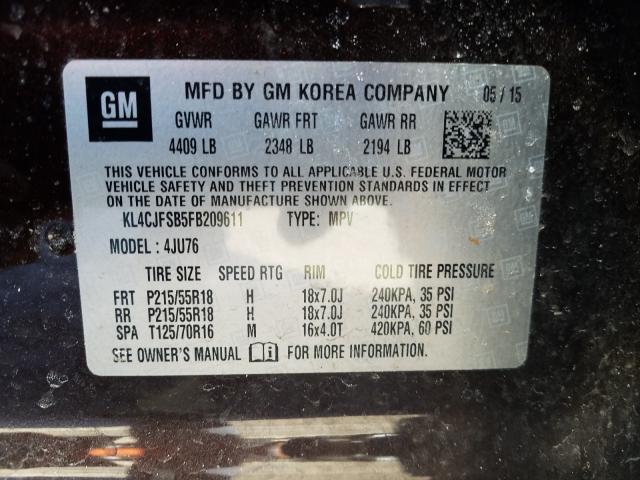 GM MFD BY GM KOREA COMPANY 05/15
GVWR GAWR FRT GAWR RR
4409 LB 2348 LB 2194 LB
THIS VEHICLE CONFORMS TO ALL APPLICABLE U.S. FEDERAL MOTOR
VEHICLE SAFETY AND THEFT PREVENTION STANDARDS IN EFFECT
ON THE DATE OF MANUFACTURE SHOWN ABOVE.
KL4CJFSB5FB209611 TYPE: MPV
MODEL : 4JU76
TIRE SIZE SPEED RTG RIM COLD TIRE PRESSURE
FRT P215/55R18 H 18x7.0J 240KPA, 35 PSI
RR P215/55R18 H 18x7.0J 240KPA, 35 PSI
SPA T125/70R16 M 16x4.0T 420KPA, 60 PSI
SEE OWNER'S MANUAL FOR MORE INFORMATION.